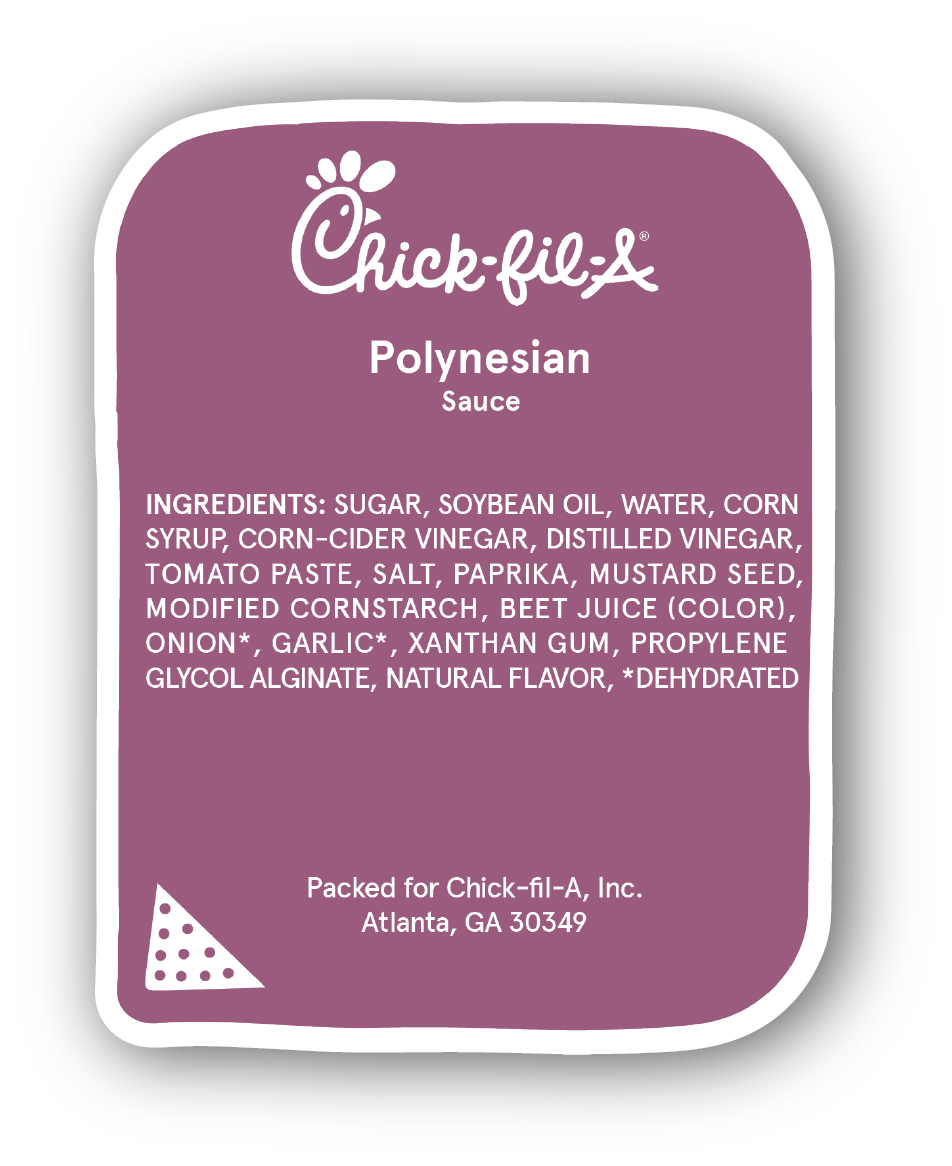 Chick-fil-A®
Polynesian
Sauce
INGREDIENTS: SUGAR, SOYBEAN OIL, WATER, CORN
SYRUP, CORN-CIDER VINEGAR, DISTILLED VINEGAR,
TOMATO PASTE, SALT, PAPRIKA, MUSTARD SEED,
MODIFIED CORNSTARCH, BEET JUICE (COLOR),
ONION*, GARLIC*, XANTHAN GUM, PROPYLENE
GLYCOL ALGINATE, NATURAL FLAVOR, *DEHYDRATED
Packed for Chick-fil-A, Inc.
Atlanta, GA 30349